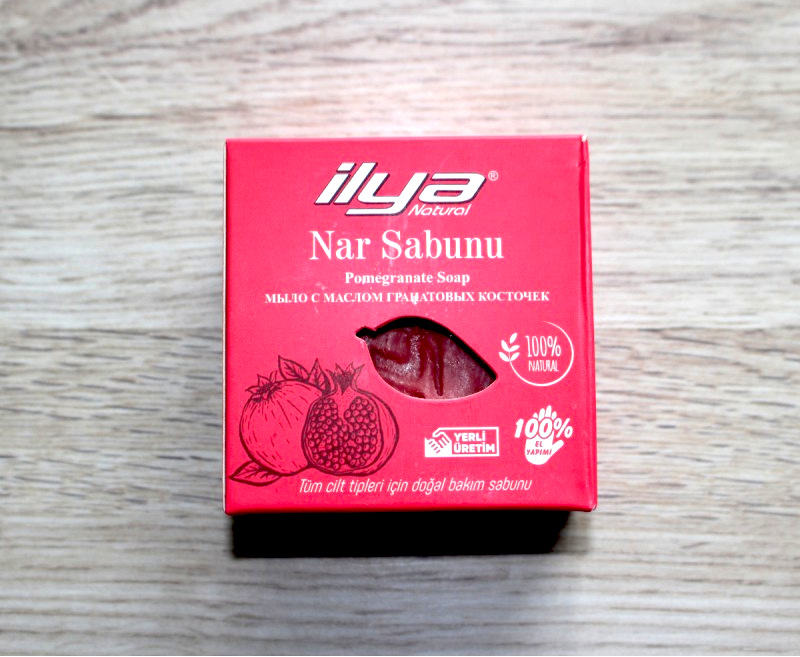 ilya®
Natural
Nar Sabunu
Pomegranate Soap
МЫЛО С МАСЛОМ ГРАНАТОВЫХ КОСТОЧЕК
100%
NATURAL
YERLİ
ÜRETİM
100%
EL
YAPIMI
Tüm cilt tipleri için doğal bakım sabunu